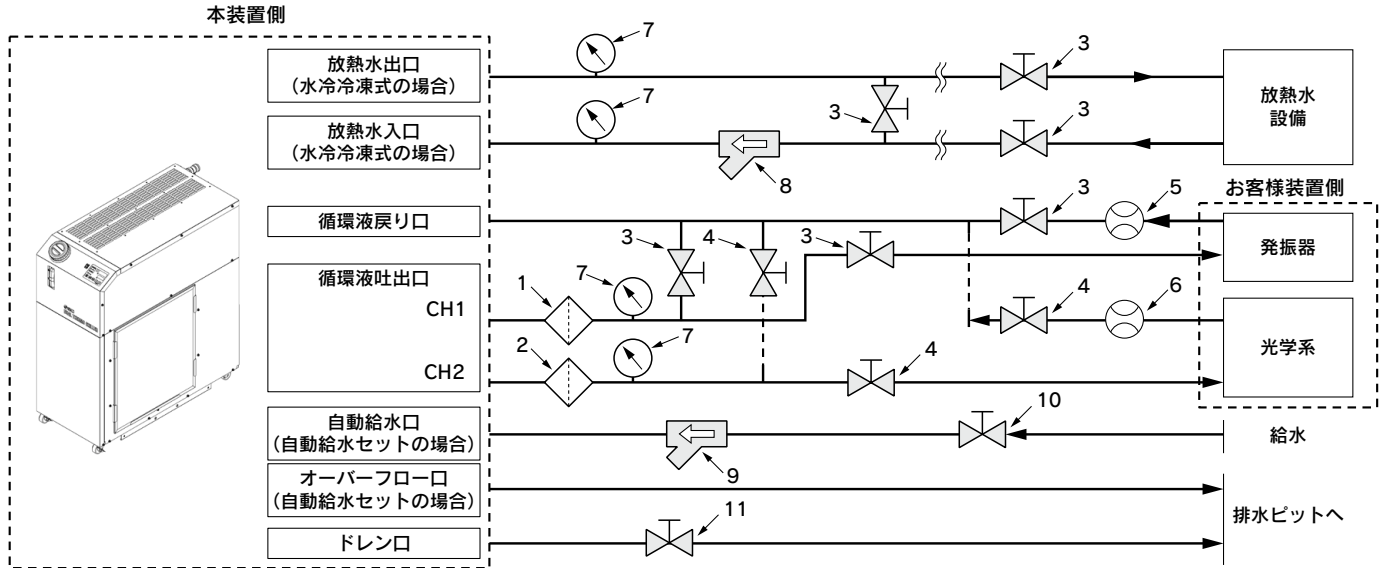 本装置側
放熱水出口
（水冷冷凍式の場合）
7
3
放熱水
設備
放熱水入口
（水冷冷凍式の場合）
7
3
3
8
お客様装置側
循環液戻り口
3
5
発振器
3
4
3
循環液吐出口
CH1
1
7
4
6
光学系
CH2
2
7
4
自動給水口
（自動給水セットの場合）
9
10
給水
オーバーフロー口
（自動給水セットの場合）
排水ピットへ
ドレン口
11